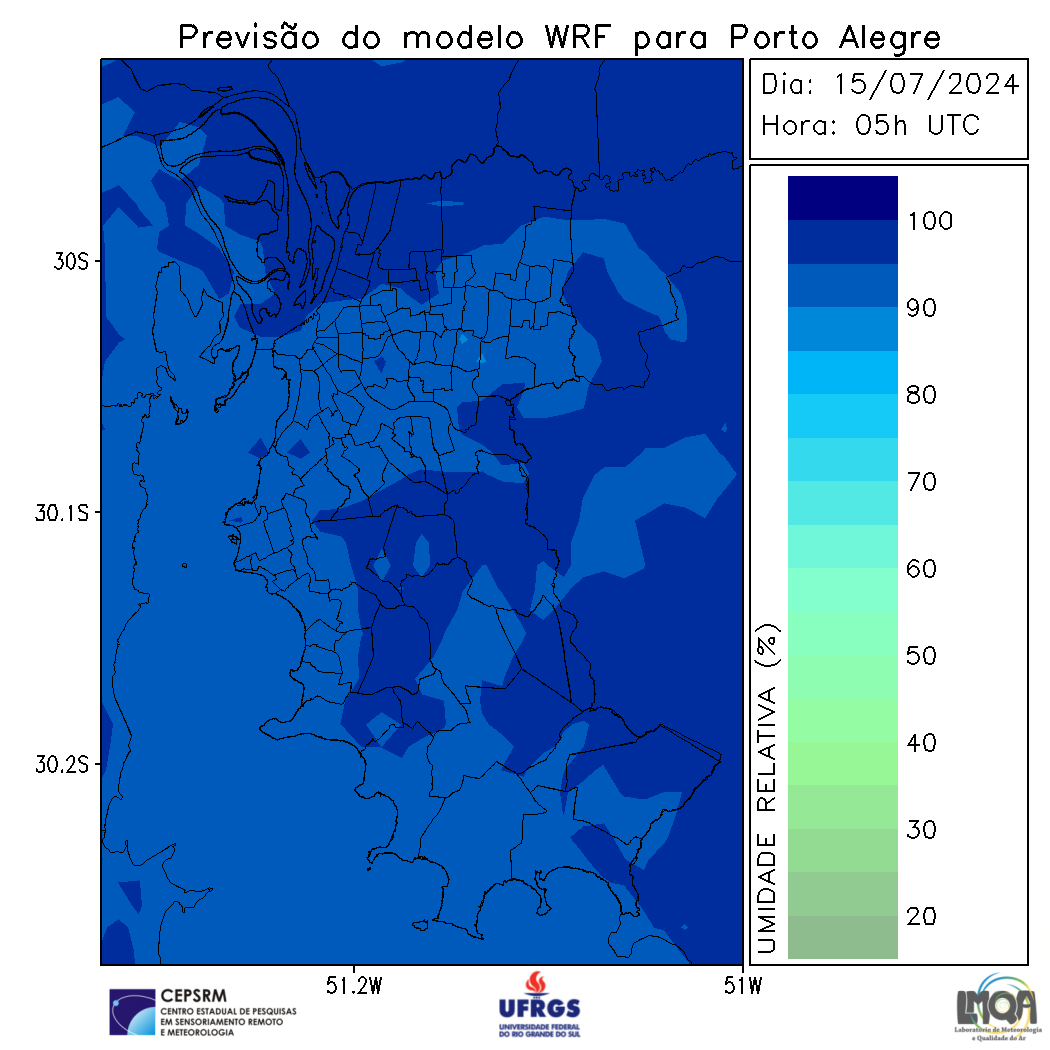 Previsão do modelo WRF para Porto Alegre
Dia: 15/07/2024
Hora: 05h UTC
30S
30.1S
30.2S
51.2W
51W
100
90
80
70
60
50
40
30
20
UMIDADE RELATIVA (%)
CEPSRM
CENTRO ESTADUAL DE PESQUISAS
EM SENSORIAMENTO REMOTO
E METEOROLOGIA
UFRGS
UNIVERSIDADE FEDERAL
DO RIO GRANDE DO SUL
LMQA
Laboratório de Meteorologia
e Qualidade do Ar